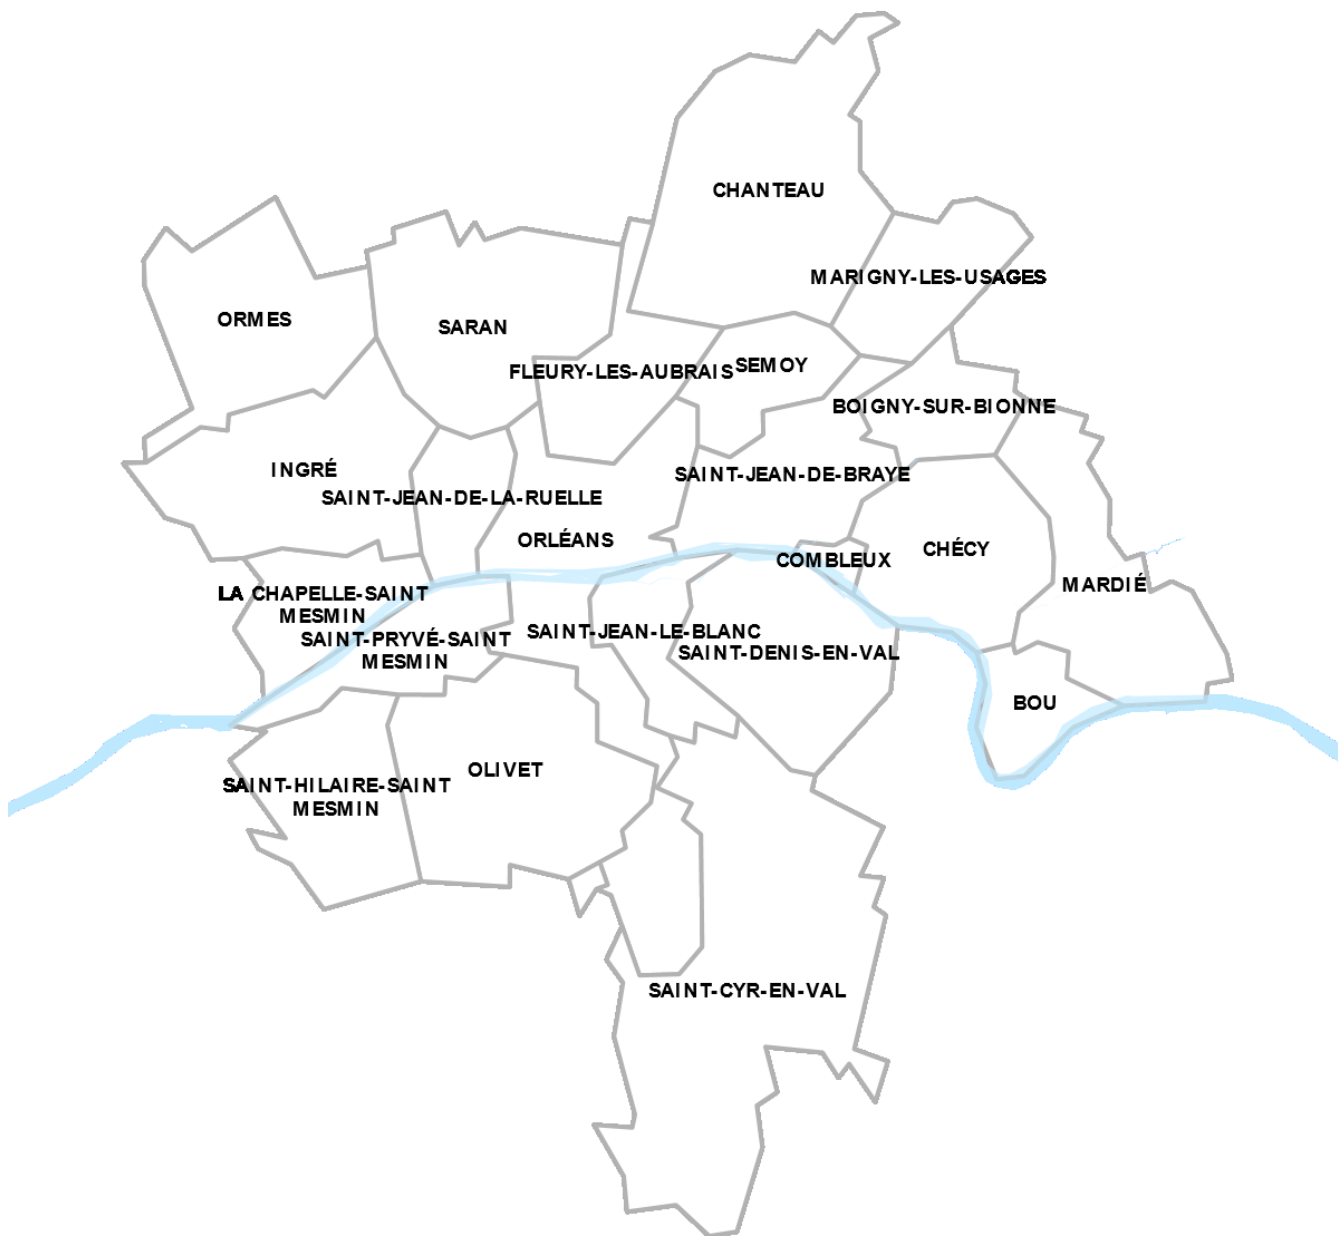 CHANTEAU
MARIGNY-LES-USAGES
ORMES
SARAN
FLEURY-LES-AUBRAIS
SEMOY
BOIGNY-SUR-BIONNE
INGRÉ
SAINT-JEAN-DE-BRAYE
SAINT-JEAN-DE-LA-RUELLE
ORLÉANS
CHÉCY
COMBLEUX
MARDIÉ
LA CHAPELLE-SAINT
MESMIN
SAINT-PRYVÉ-SAINT
MESMIN
SAINT-JEAN-LE-BLANC
SAINT-DENIS-EN-VAL
BOU
OLIVET
SAINT-HILAIRE-SAINT
MESMIN
SAINT-CYR-EN-VAL